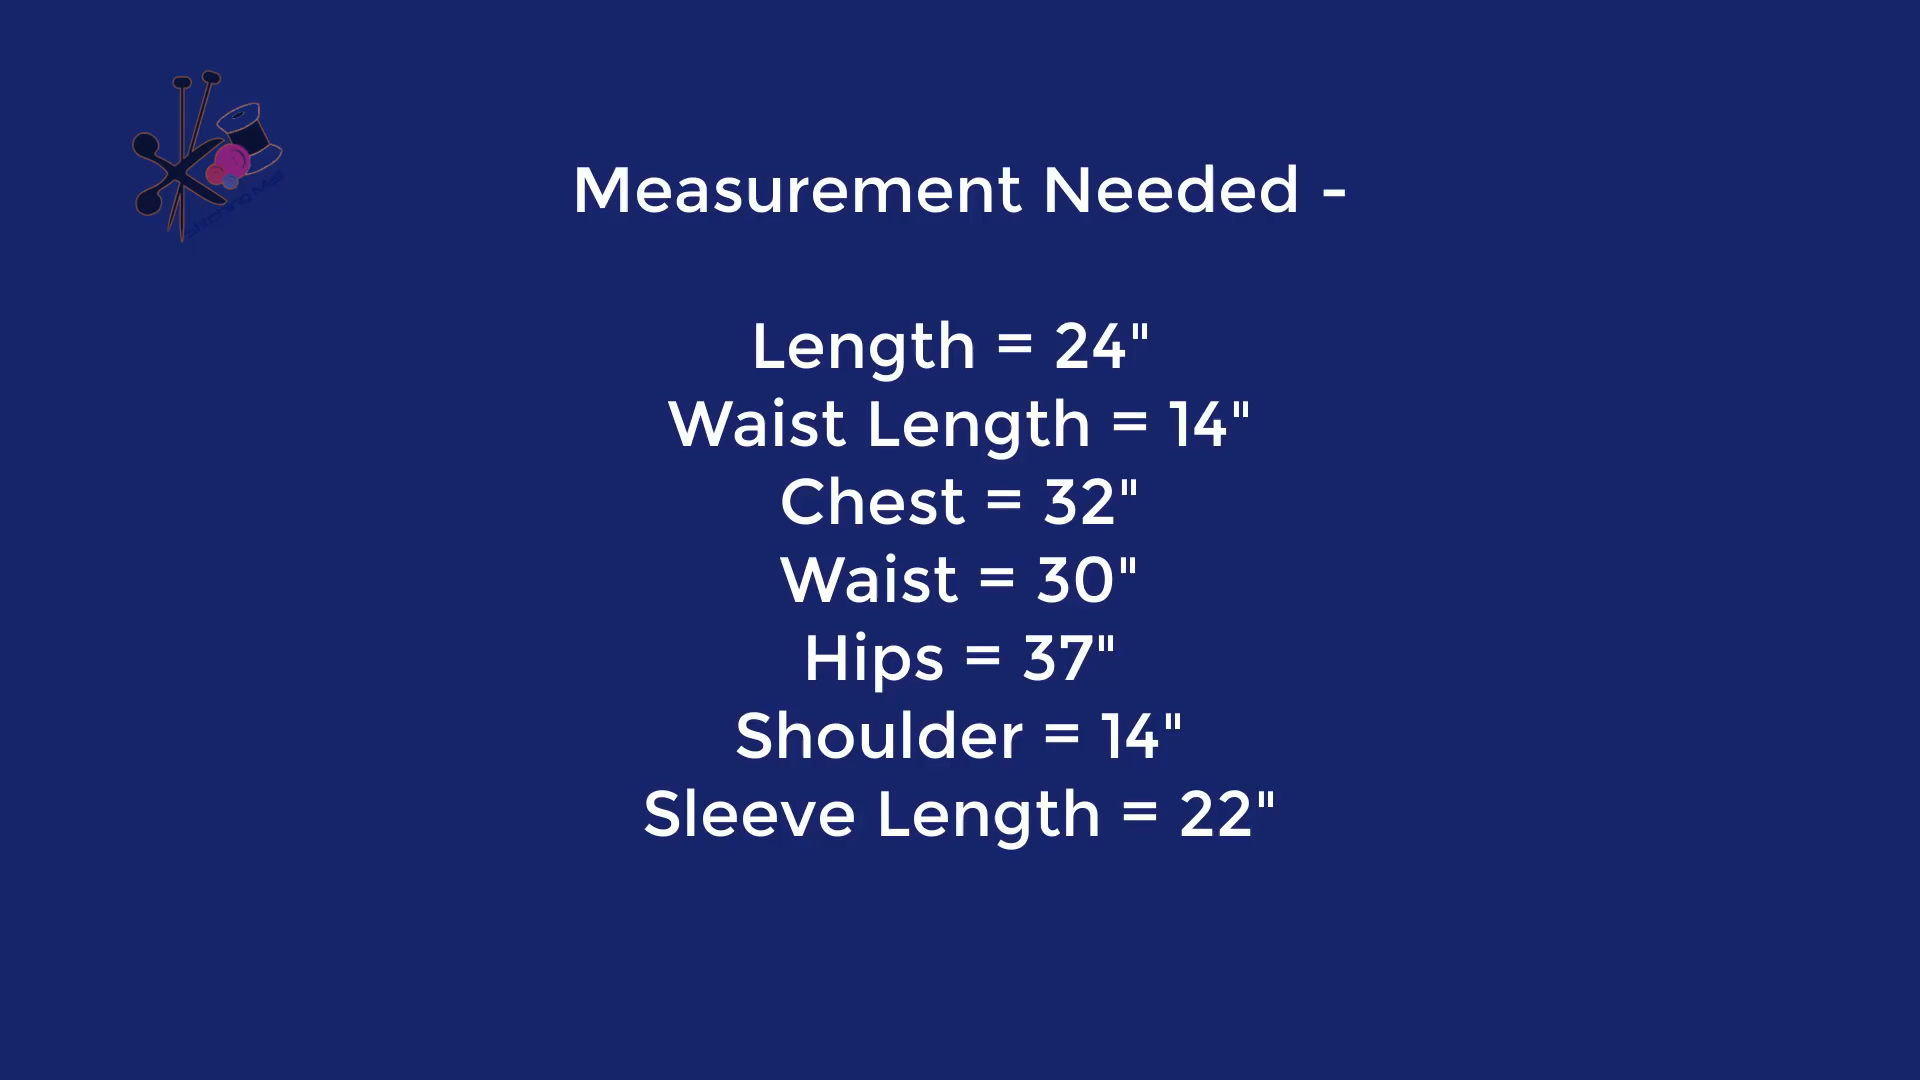 Measurement Needed -
Length = 24"
Waist Length = 14"
Chest = 32"
Waist = 30"
Hips = 37"
Shoulder = 14"
Sleeve Length = 22"